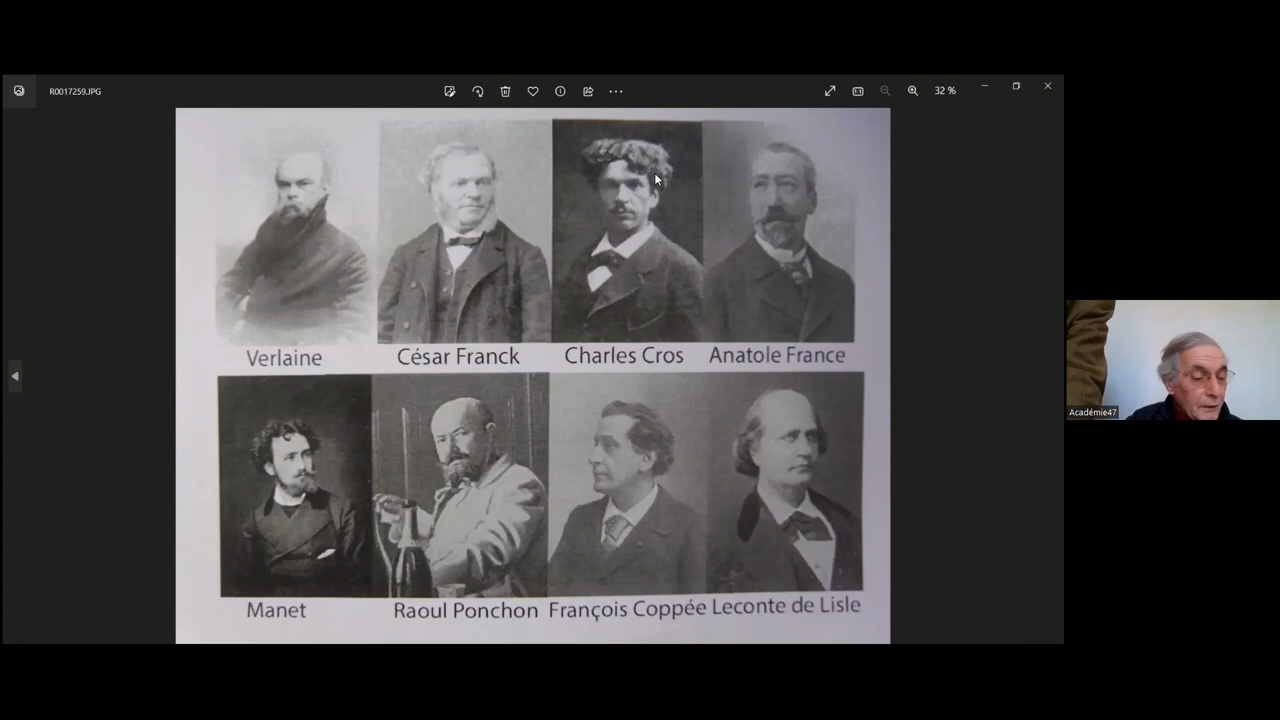 R0017259.JPG
32 %
Verlaine
César Franck
Charles Cros
Anatole France
Manet
Raoul Ponchon
François Coppée
Leconte de Lisle
Académie47